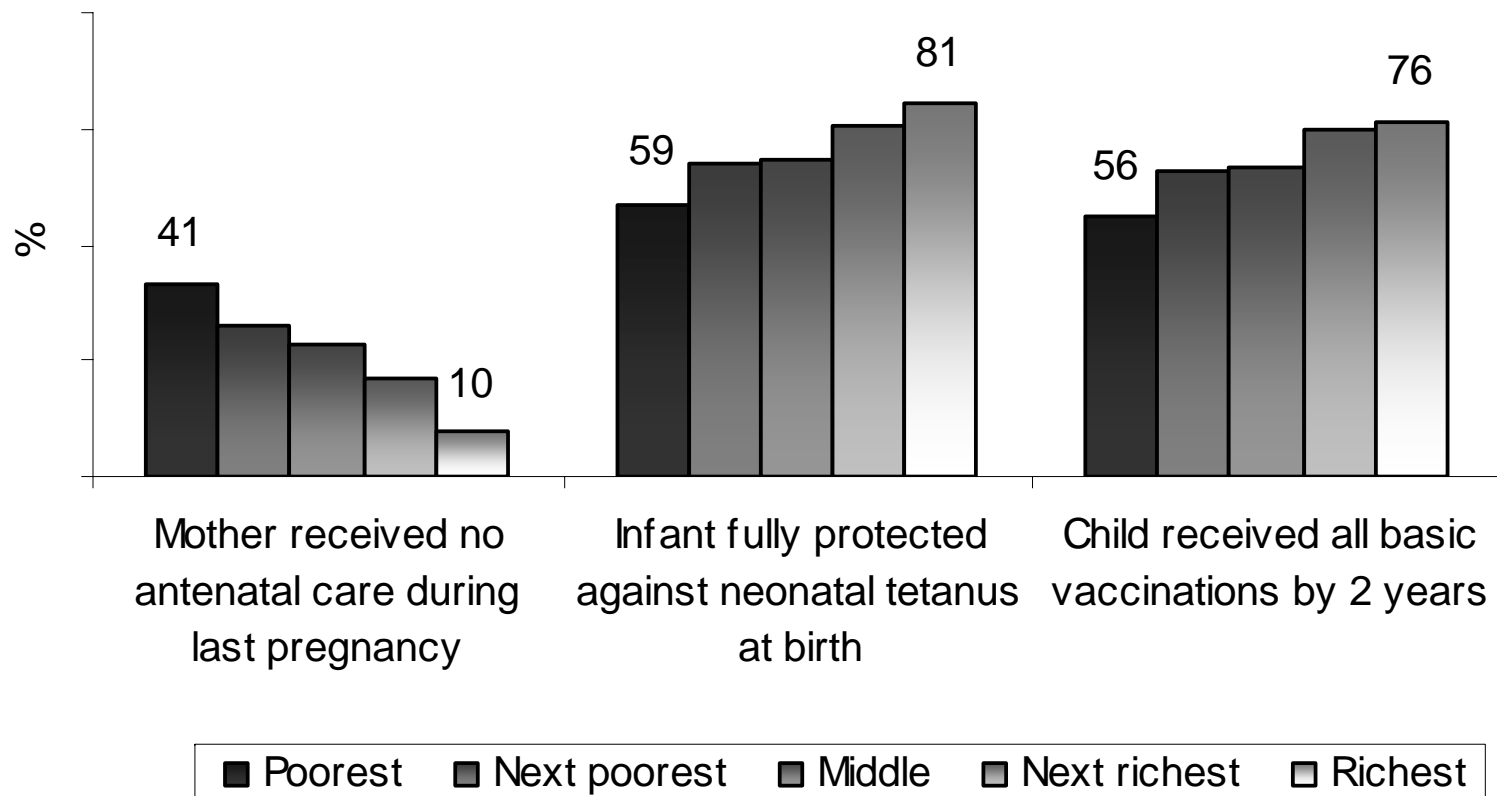 %
41
10
59
81
56
76
Mother received no
antenatal care during
last pregnancy
Infant fully protected
against neonatal tetanus
at birth
Child received all basic
vaccinations by 2 years
Poorest Next poorest Middle Next richest Richest